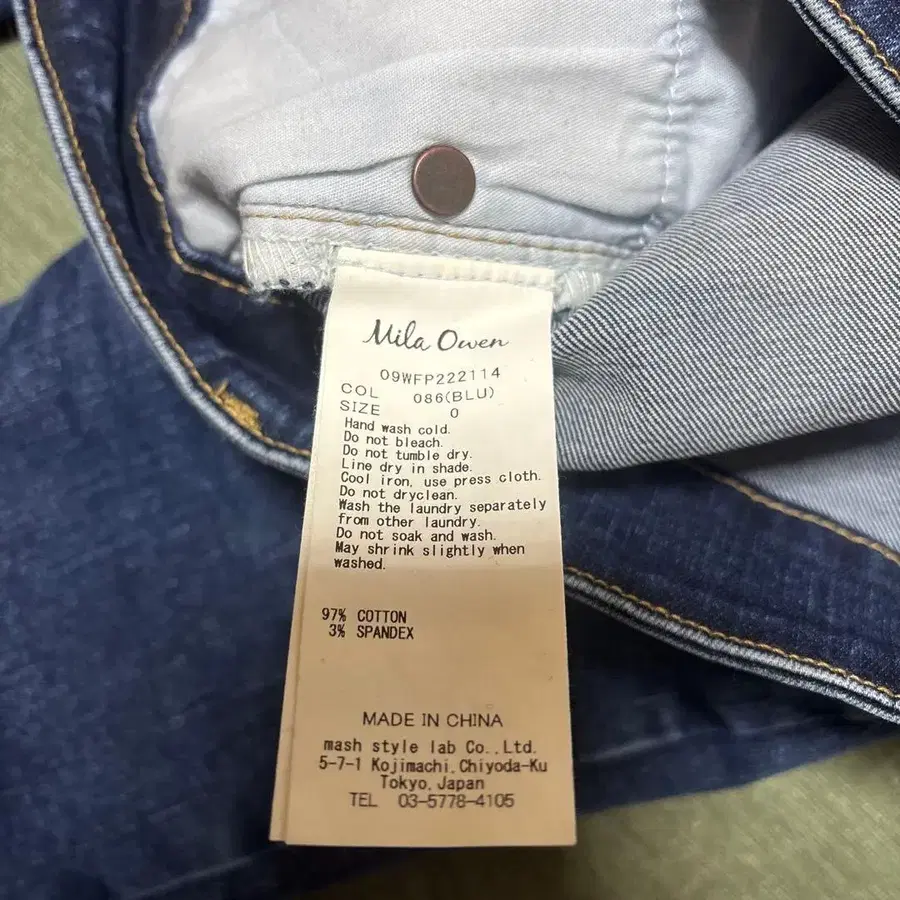 Mila Owen
09WFP222114
COL 086(BLU)
SIZE 0
Hand wash cold.
Do not bleach.
Do not tumble dry.
Line dry in shade.
Cool iron, use press cloth.
Do not dryclean.
Wash the laundry separately
from other laundry.
Do not soak and wash.
May shrink slightly when
washed.
97% COTTON
3% SPANDEX
MADE IN CHINA
mash style lab Co.,Ltd.
5-7-1 Kojimachi,Chiyoda-Ku
Tokyo,Japan
TEL 03-5778-4105